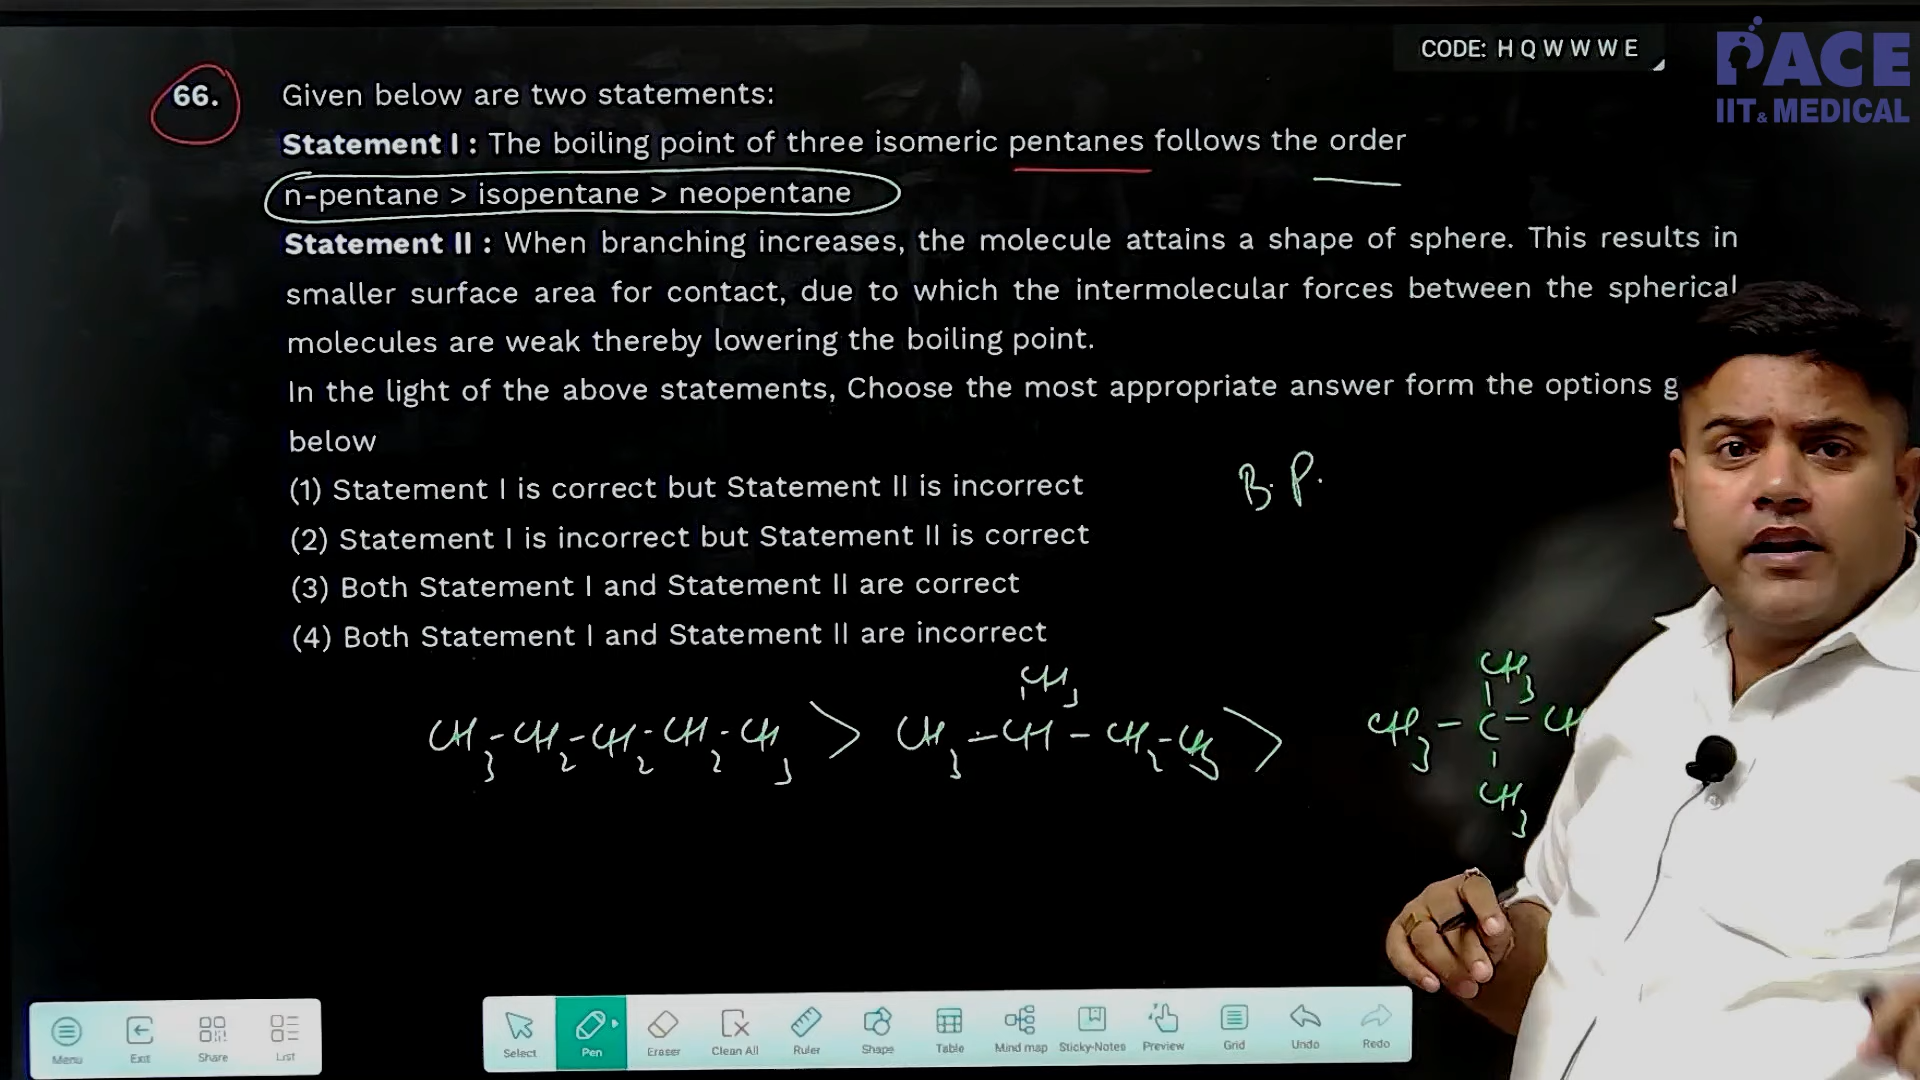 CODE: HQWWWE
PACE
IIT & MEDICAL
66. Given below are two statements:
Statement I : The boiling point of three isomeric pentanes follows the order
n-pentane > isopentane > neopentane
Statement II : When branching increases, the molecule attains a shape of sphere. This results in
smaller surface area for contact, due to which the intermolecular forces between the spherical
molecules are weak thereby lowering the boiling point.
In the light of the above statements, Choose the most appropriate answer form the options g
below
(1) Statement I is correct but Statement II is incorrect
(2) Statement I is incorrect but Statement II is correct
(3) Both Statement I and Statement II are correct
(4) Both Statement I and Statement II are incorrect
B.P.
CH3
CH3
CH3-CH2-CH2-CH2-CH3 > CH3-CH-CH2-CH3 > CH3-C-CH
CH3
Menu Exit Share List Select Pen Eraser Clean All Ruler Shape Table Mind map Sticky-Notes Preview Grid Undo Redo